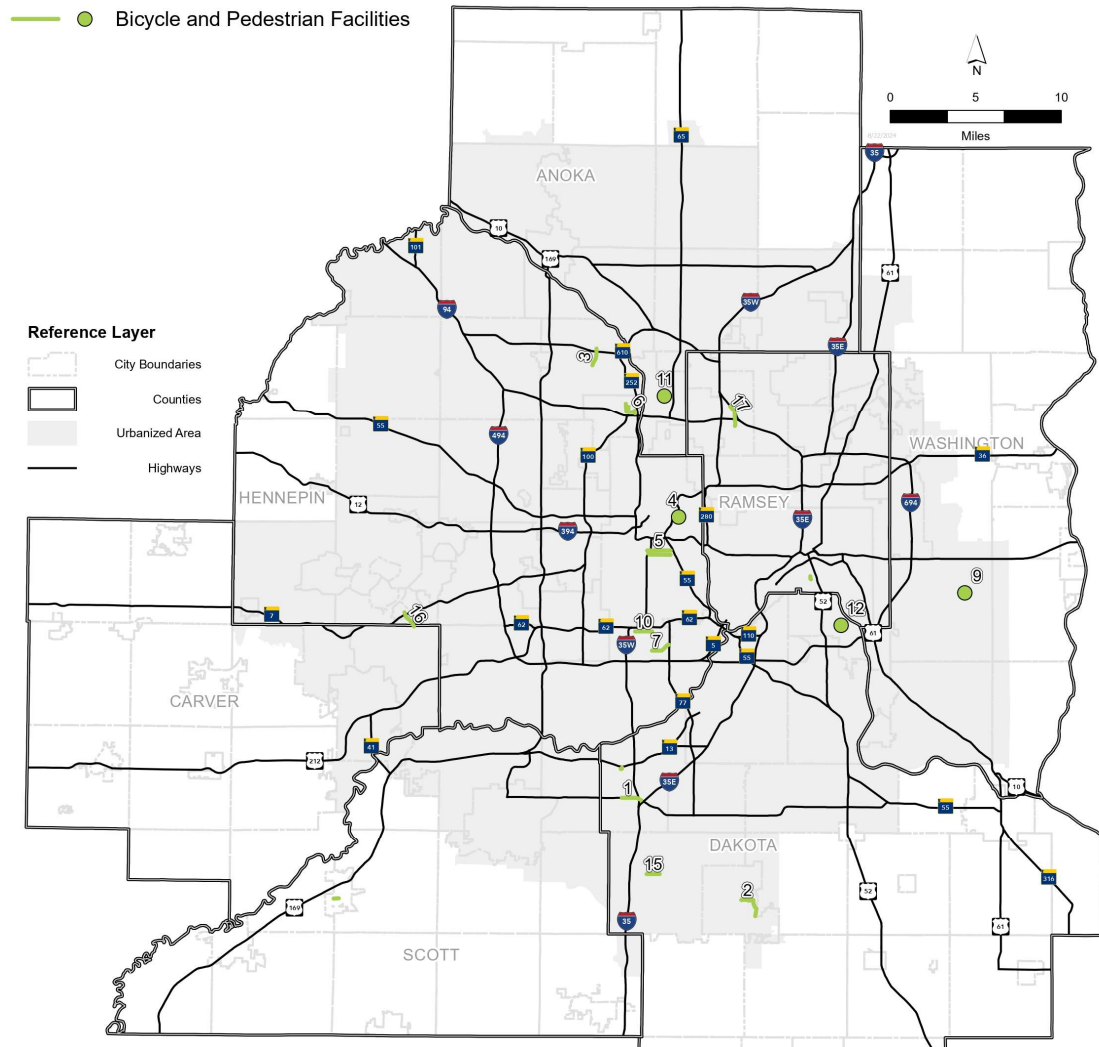 Bicycle and Pedestrian Facilities
N
0 5 10
Miles
8/22/2024
Reference Layer
City Boundaries
Counties
Urbanized Area
Highways
ANOKA
HENNEPIN
RAMSEY
WASHINGTON
CARVER
SCOTT
DAKOTA
65
35
10
101
169
61
94
35W
35E
3
610
252
11
6
17
55
494
100
36
12
4
280
35E
694
394
5
55
9
7
16
62
62
10
62
52
12
35W
7
5
110
55
61
77
41
13
212
35E
1
10
55
15
2
316
169
52
35
61